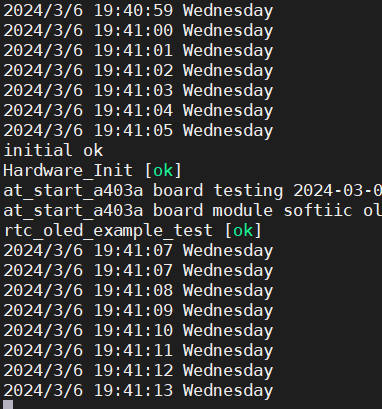 2024/3/6 19:40:59 Wednesday
2024/3/6 19:41:00 Wednesday
2024/3/6 19:41:01 Wednesday
2024/3/6 19:41:02 Wednesday
2024/3/6 19:41:03 Wednesday
2024/3/6 19:41:04 Wednesday
2024/3/6 19:41:05 Wednesday
initial ok
Hardware_Init [ok]
at_start_a403a board testing 2024-03-0
at_start_a403a board module softiic ol
rtc_oled_example_test [ok]
2024/3/6 19:41:07 Wednesday
2024/3/6 19:41:07 Wednesday
2024/3/6 19:41:08 Wednesday
2024/3/6 19:41:09 Wednesday
2024/3/6 19:41:10 Wednesday
2024/3/6 19:41:11 Wednesday
2024/3/6 19:41:12 Wednesday
2024/3/6 19:41:13 Wednesday